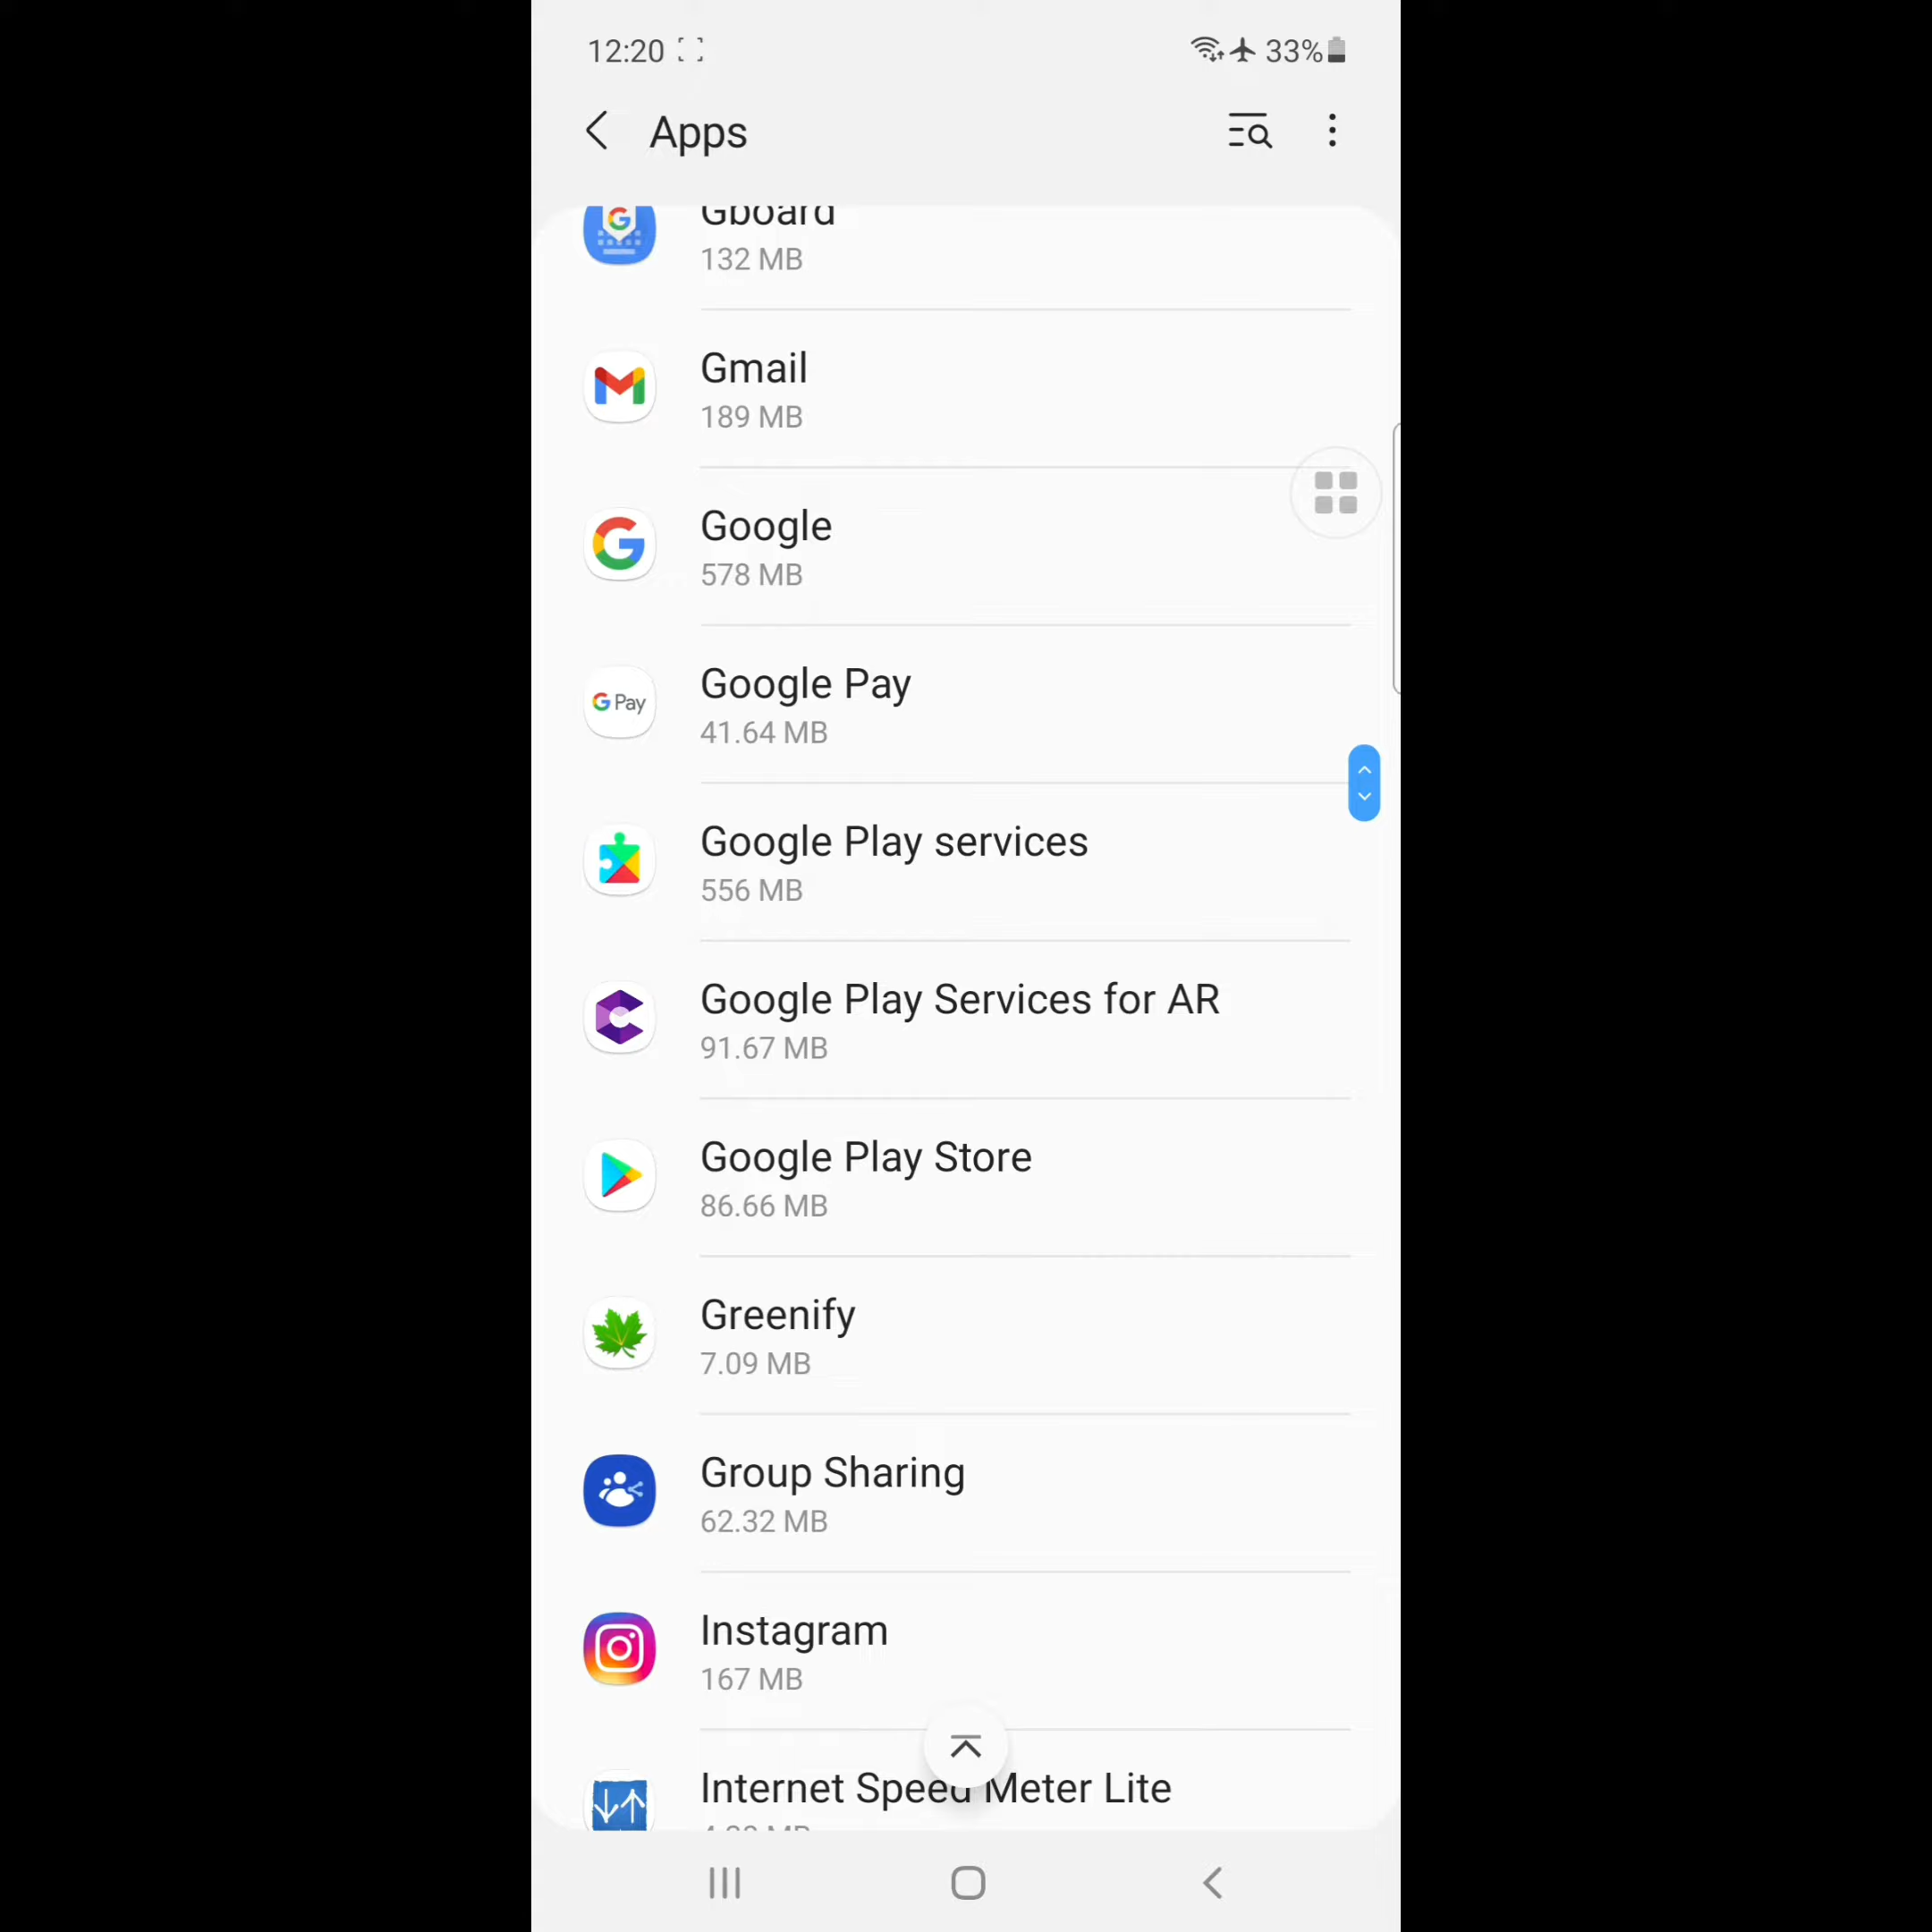 12:20 33%
Apps
Gboard
132 MB
Gmail
189 MB
Google
578 MB
G Pay Google Pay
41.64 MB
Google Play services
556 MB
Google Play Services for AR
91.67 MB
Google Play Store
86.66 MB
Greenify
7.09 MB
Group Sharing
62.32 MB
Instagram
167 MB
Internet Speed Meter Lite
MB